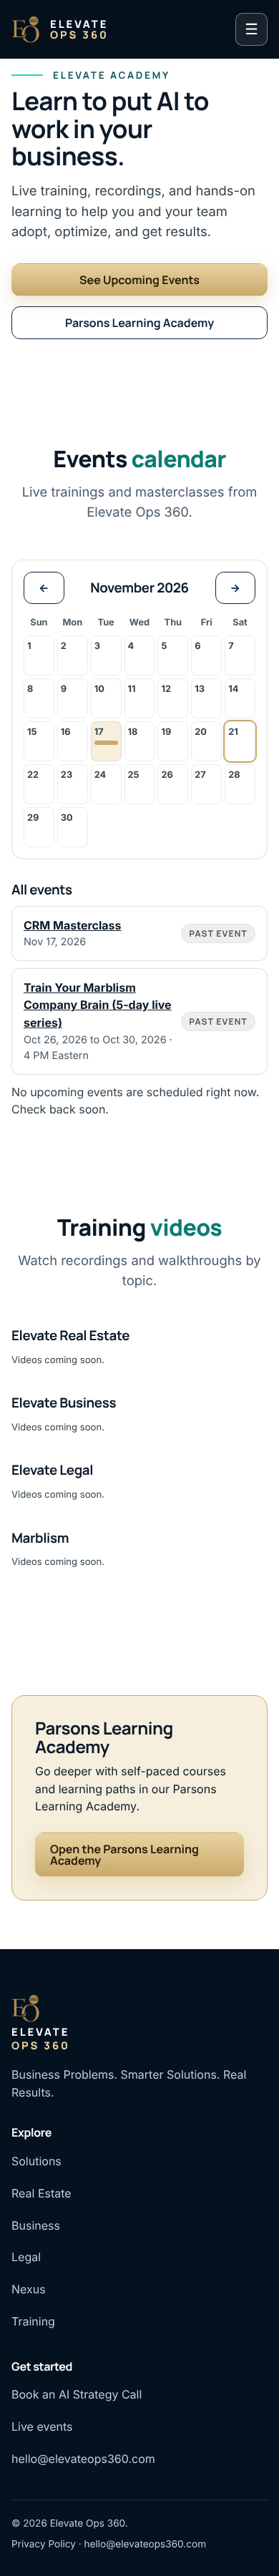 ELEVATE
OPS 360
☰
ELEVATE ACADEMY
Learn to put AI to
work in your
business.
Live training, recordings, and hands-on
learning to help you and your team
adopt, optimize, and get results.
See Upcoming Events
Parsons Learning Academy
Events calendar
Live trainings and masterclasses from
Elevate Ops 360.
← November 2026 →
Sun Mon Tue Wed Thu Fri Sat
1 2 3 4 5 6 7
8 9 10 11 12 13 14
15 16 17 18 19 20 21
22 23 24 25 26 27 28
29 30
All events
CRM Masterclass
Nov 17, 2026
PAST EVENT
Train Your Marblism
Company Brain (5-day live
series)
Oct 26, 2026 to Oct 30, 2026 ·
4 PM Eastern
PAST EVENT
No upcoming events are scheduled right now.
Check back soon.
Training videos
Watch recordings and walkthroughs by
topic.
Elevate Real Estate
Videos coming soon.
Elevate Business
Videos coming soon.
Elevate Legal
Videos coming soon.
Marblism
Videos coming soon.
Parsons Learning
Academy
Go deeper with self-paced courses
and learning paths in our Parsons
Learning Academy.
Open the Parsons Learning
Academy
ELEVATE
OPS 360
Business Problems. Smarter Solutions. Real
Results.
Explore
Solutions
Real Estate
Business
Legal
Nexus
Training
Get started
Book an AI Strategy Call
Live events
hello@elevateops360.com
© 2026 Elevate Ops 360.
Privacy Policy · hello@elevateops360.com